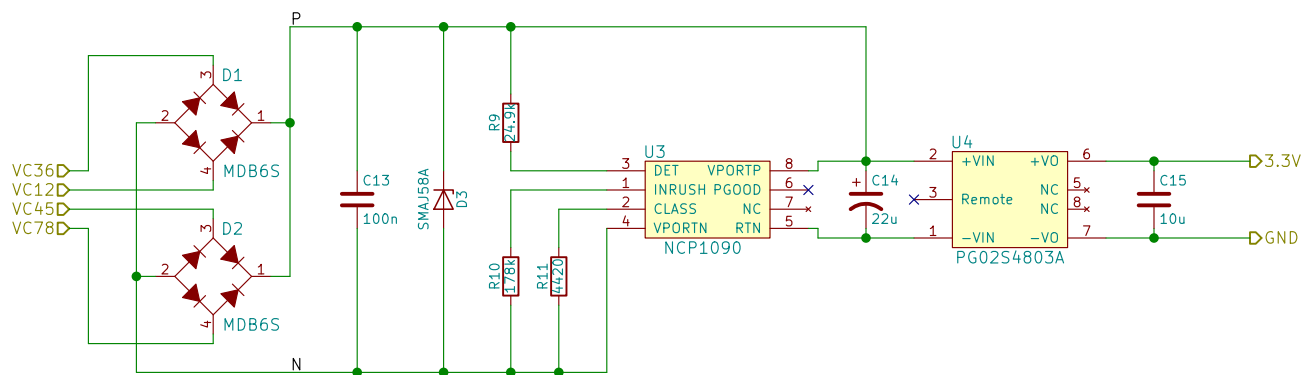 P
VC36
VC12
VC45
VC78
D1
3
2
1
4
MDB6S
D2
3
2
1
4
MDB6S
N
C13
100n
SMAJ58A
D3
R9
24.9k
R10
178k
R11
4420
U3
3 DET VPORTP 8
1 INRUSH PGOOD 6
2 CLASS NC 7
4 VPORTN RTN 5
NCP1090
+
C14
22u
U4
2 +VIN +VO 6
NC 5
3 Remote
NC 8
1 -VIN -VO 7
PG02S4803A
C15
10u
3.3V
GND